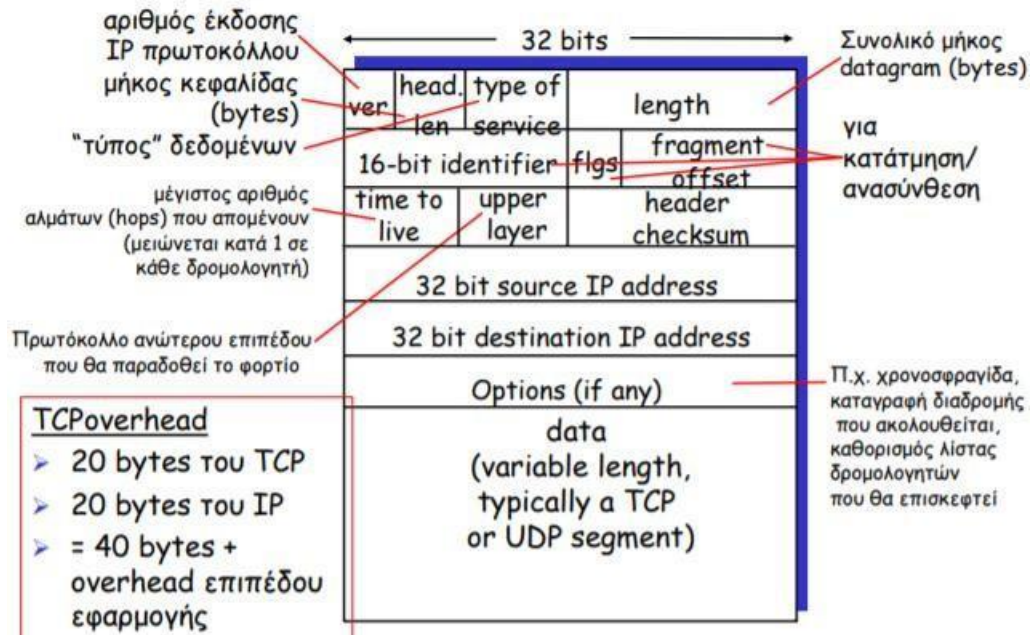 αριθμός έκδοσης
IP πρωτοκόλλου
μήκος κεφαλίδας
(bytes)
“τύπος” δεδομένων
μέγιστος αριθμός
αλμάτων (hops) που απομένουν
(μειώνεται κατά 1 σε
κάθε δρομολογητή)
Πρωτόκολλο ανώτερου επιπέδου
που θα παραδοθεί το φορτίο
TCPoverhead
20 bytes του TCP
20 bytes του IP
= 40 bytes +
overhead επιπέδου
εφαρμογής
32 bits
ver
head.
len
type of
service
length
16-bit identifier
flgs
fragment
offset
time to
live
upper
layer
header
checksum
32 bit source IP address
32 bit destination IP address
Options (if any)
data
(variable length,
typically a TCP
or UDP segment)
Συνολικό μήκος
datagram (bytes)
για
κατάτμηση/
ανασύνθεση
Π.χ. χρονοσφραγίδα,
καταγραφή διαδρομής
που ακολουθείται,
καθορισμός λίστας
δρομολογητών
που θα επισκεφτεί